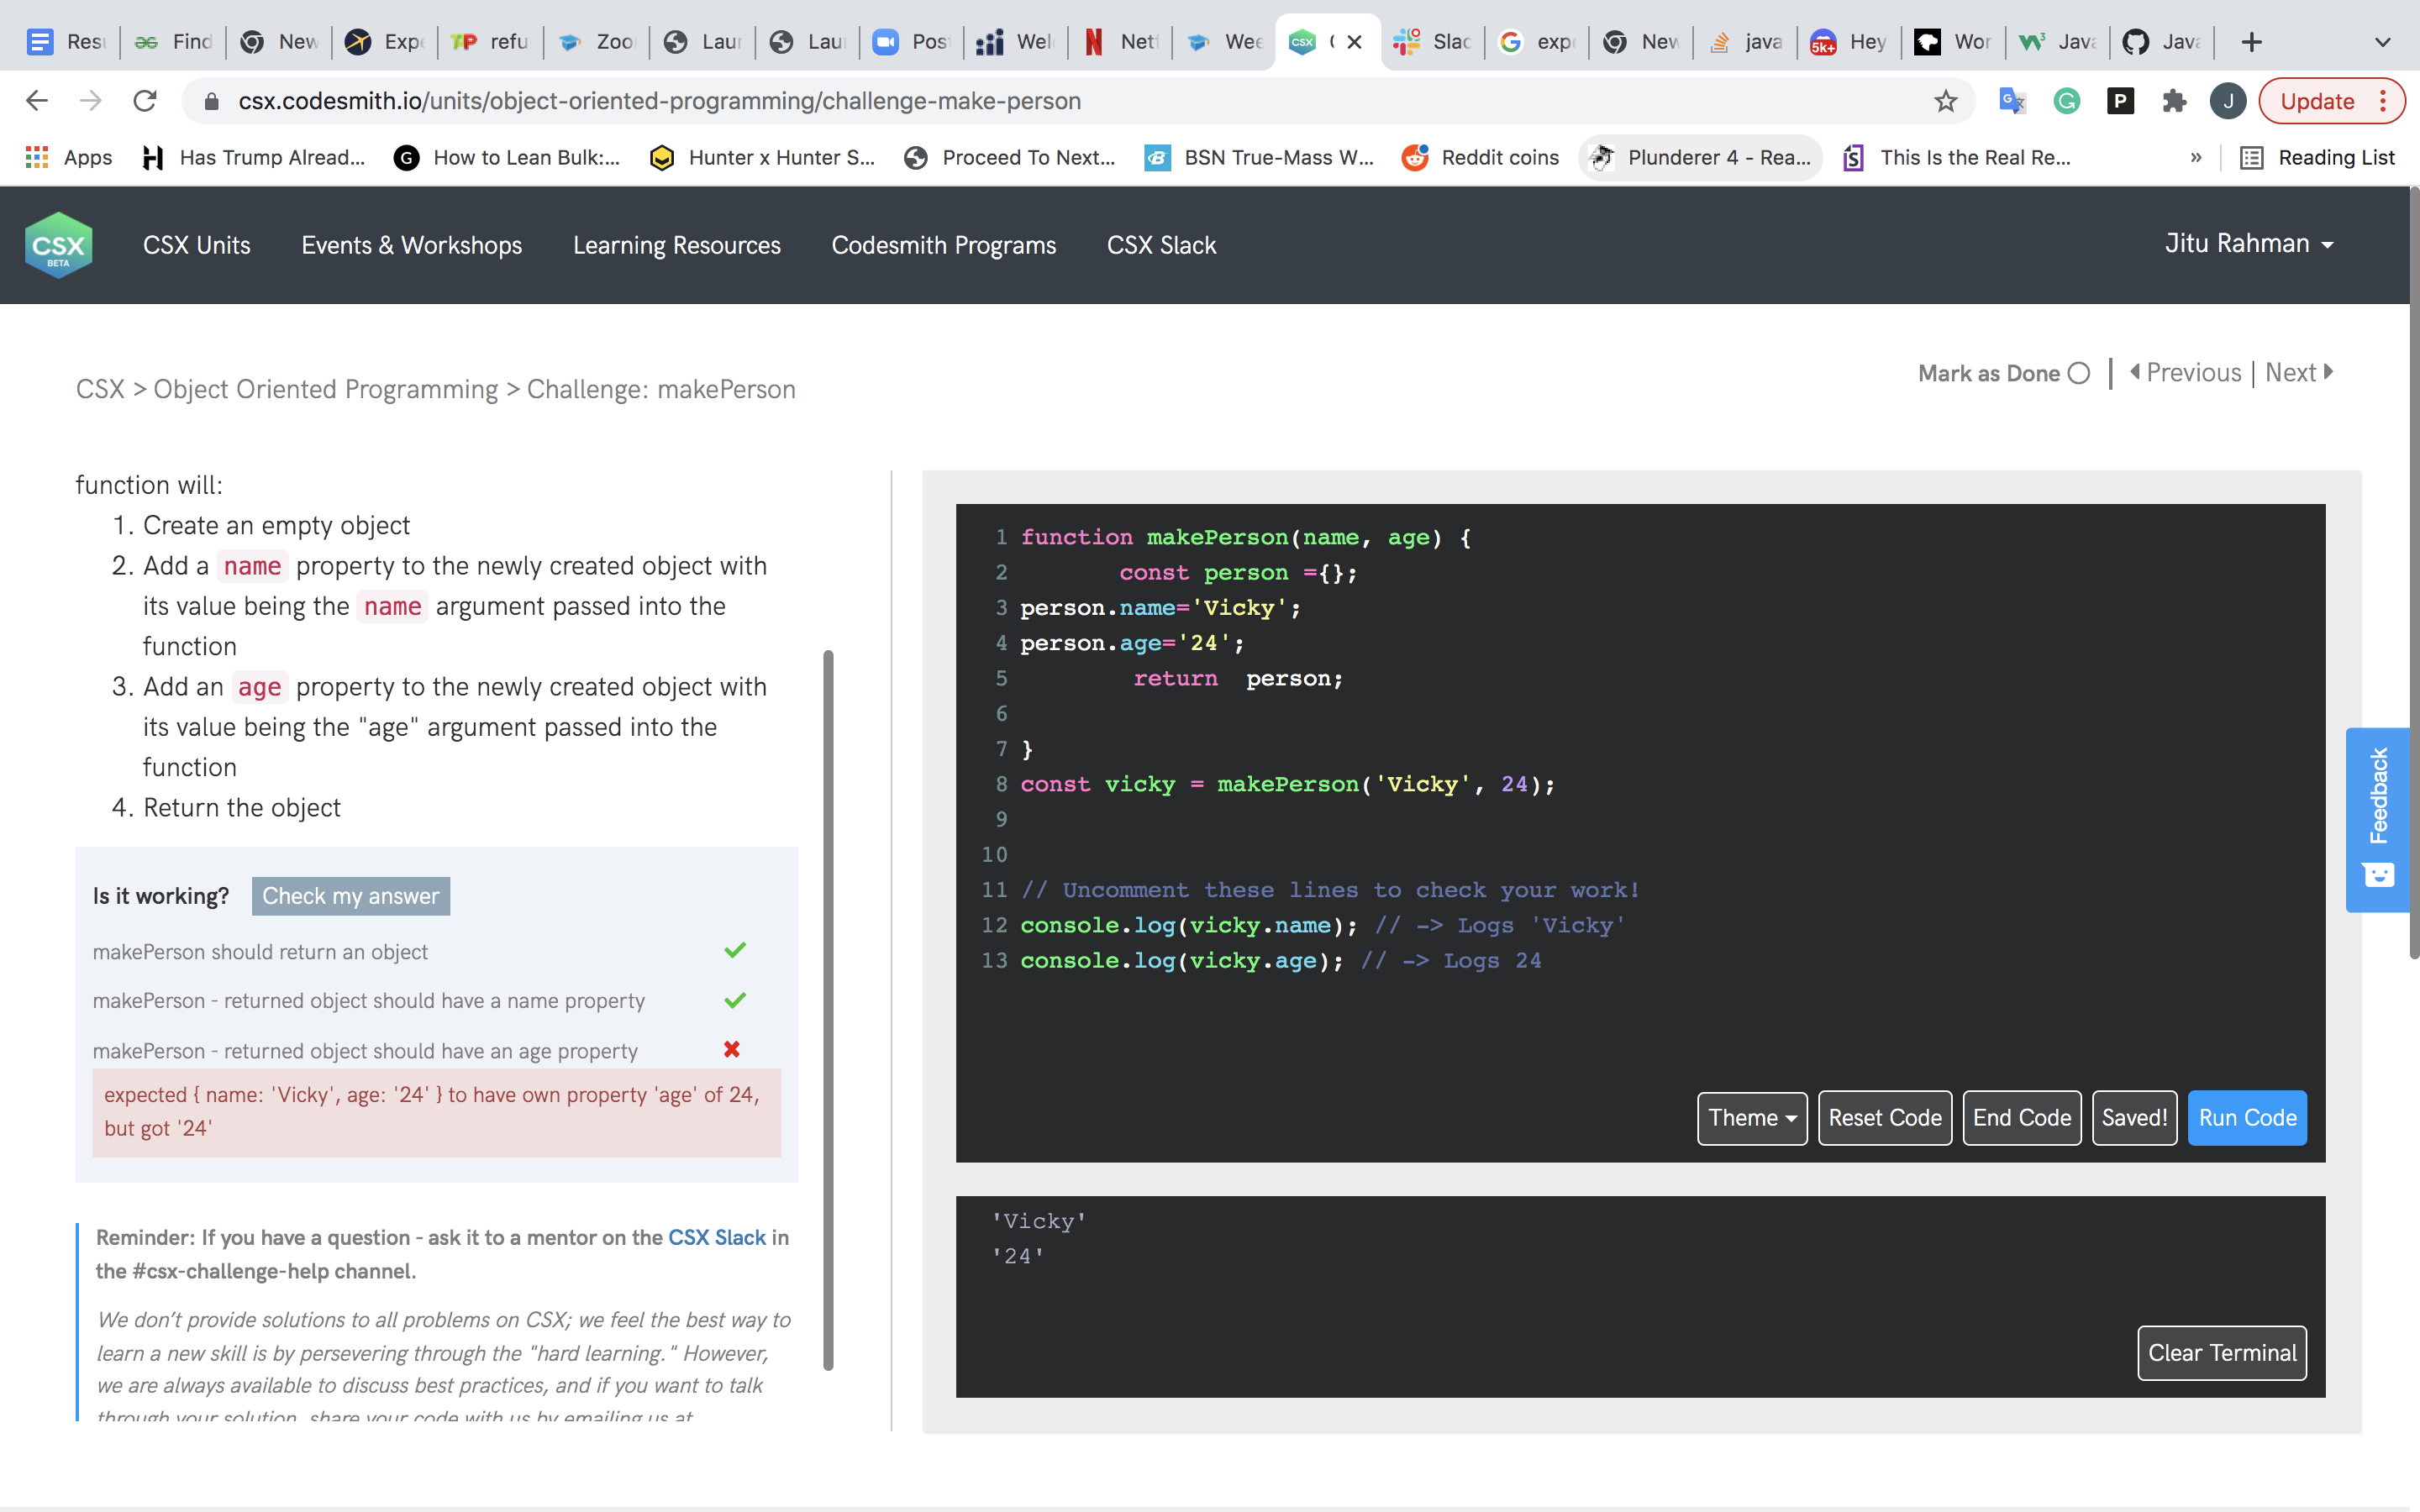 Res Find New Expe refu Zoo Laun Lau Pos Wel Net Wee Slac exp New java Hey Wor Java Java
5k+
csx.codesmith.io/units/object-oriented-programming/challenge-make-person
J Update
Apps Has Trump Alread... How to Lean Bulk:... Hunter x Hunter S... Proceed To Next... BSN True-Mass W... Reddit coins Plunderer 4 - Rea... This Is the Real Re... » Reading List
CSX BETA CSX Units Events & Workshops Learning Resources Codesmith Programs CSX Slack Jitu Rahman
Mark as Done | Previous | Next
CSX > Object Oriented Programming > Challenge: makePerson
function will:
1. Create an empty object
2. Add a name property to the newly created object with
its value being the name argument passed into the
function
3. Add an age property to the newly created object with
its value being the "age" argument passed into the
function
4. Return the object
Is it working? Check my answer
makePerson should return an object
makePerson - returned object should have a name property
makePerson - returned object should have an age property
expected { name: 'Vicky', age: '24' } to have own property 'age' of 24,
but got '24'
Reminder: If you have a question - ask it to a mentor on the CSX Slack in
the #csx-challenge-help channel.
We don't provide solutions to all problems on CSX; we feel the best way to
learn a new skill is by persevering through the "hard learning." However,
we are always available to discuss best practices, and if you want to talk
through your solution, share your code with us by emailing us at
1 function makePerson(name, age) {
2 const person ={};
3 person.name='Vicky';
4 person.age='24';
5 return person;
6
7 }
8 const vicky = makePerson('Vicky', 24);
9
10
11 // Uncomment these lines to check your work!
12 console.log(vicky.name); // -> Logs 'Vicky'
13 console.log(vicky.age); // -> Logs 24
Theme Reset Code End Code Saved! Run Code
'Vicky'
'24'
Clear Terminal
Feedback